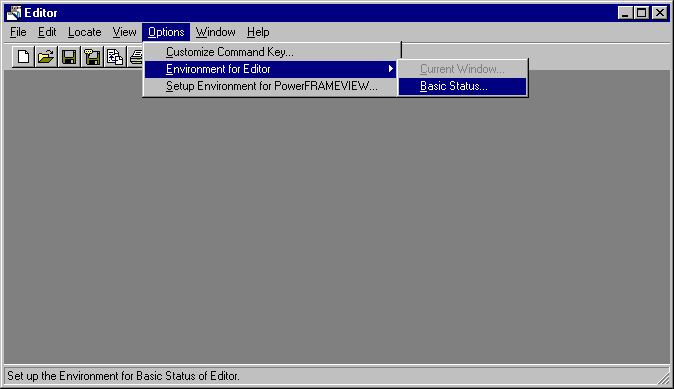 Editor
File Edit Locate View Options Window Help
Customize Command Key...
Environment for Editor
Current Window...
Setup Environment for PowerFRAMEVIEW...
Basic Status...
Set up the Environment for Basic Status of Editor.